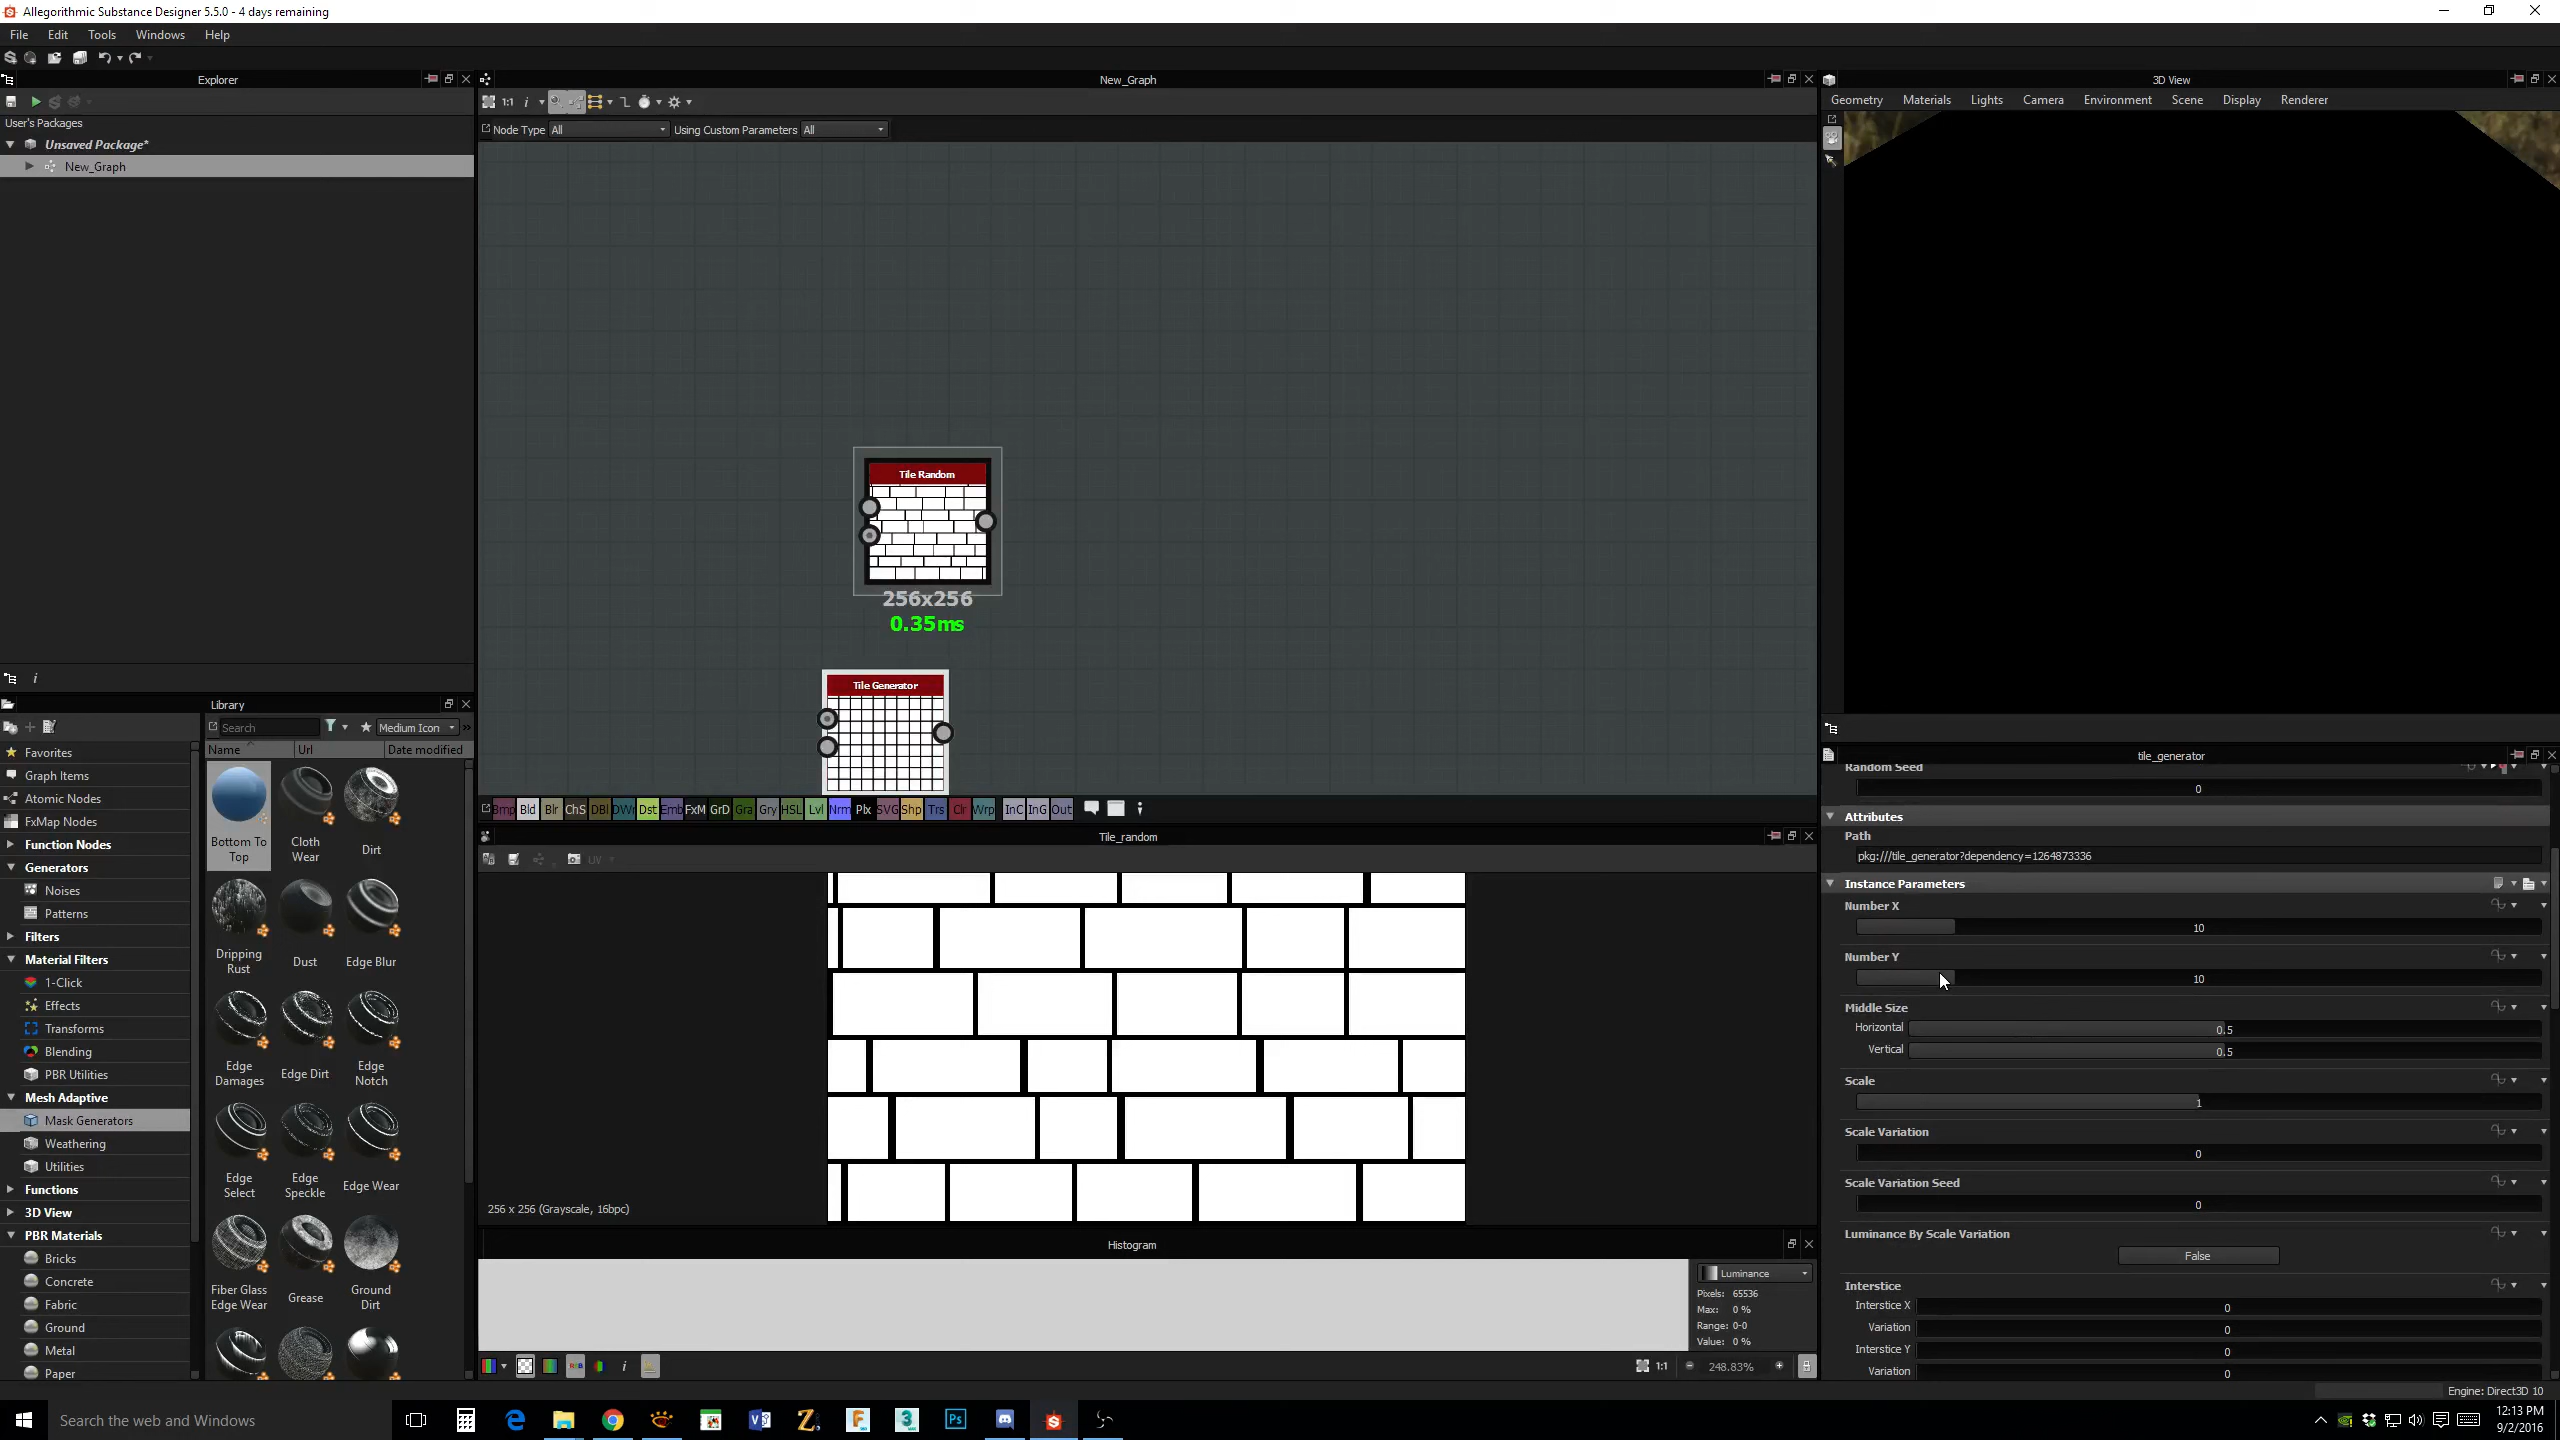 Allegorithmic Substance Designer 5.5.0 - 4 days remaining
File Edit Tools Windows Help
Explorer
User's Packages
Unsaved Package*
New_Graph
New_Graph
1:1
Node Type All Using Custom Parameters All
Tile Random
256x256
0.35ms
Tile Generator
Bmp Bld Blr ChS DBl DWr Dst Emb FxM GrD Gra Gry HSL Lvl Nrm Plx SVG Shp Trs Clr Wrp InC InG Out
Library
Search
Medium Icon
Name Url Date modified
Favorites
Graph Items
Atomic Nodes
FxMap Nodes
Function Nodes
Generators
Noises
Patterns
Filters
Material Filters
1-Click
Effects
Transforms
Blending
PBR Utilities
Mesh Adaptive
Mask Generators
Weathering
Utilities
Functions
3D View
PBR Materials
Bricks
Concrete
Fabric
Ground
Metal
Paper
Bottom To Top
Cloth Wear
Dirt
Dripping Rust
Dust
Edge Blur
Edge Damages
Edge Dirt
Edge Notch
Edge Select
Edge Speckle
Edge Wear
Fiber Glass Edge Wear
Grease
Ground Dirt
Tile_random
UV
256 x 256 (Grayscale, 16bpc)
Histogram
Luminance
Pixels: 65536
Max: 0 %
Range: 0-0
Value: 0 %
1:1
248.83%
3D View
Geometry Materials Lights Camera Environment Scene Display Renderer
tile_generator
Random Seed
0
Attributes
Path
pkg:///tile_generator?dependency=1264873336
Instance Parameters
Number X
10
Number Y
10
Middle Size
Horizontal 0.5
Vertical 0.5
Scale
1
Scale Variation
0
Scale Variation Seed
0
Luminance By Scale Variation
False
Interstice
Interstice X 0
Variation 0
Interstice Y 0
Variation 0
Engine: Direct3D 10
Search the web and Windows
12:13 PM
9/2/2016